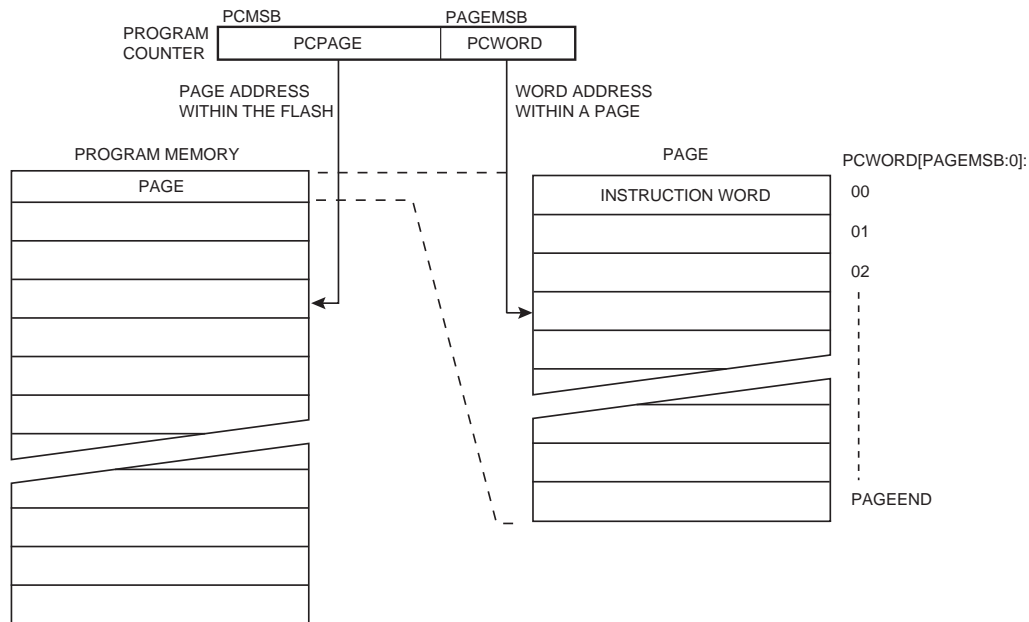 PCMSB
PAGEMSB
PROGRAM
COUNTER
PCPAGE
PCWORD
PAGE ADDRESS
WITHIN THE FLASH
WORD ADDRESS
WITHIN A PAGE
PROGRAM MEMORY
PAGE
PAGE
PCWORD[PAGEMSB:0]:
INSTRUCTION WORD
00
01
02
PAGEEND